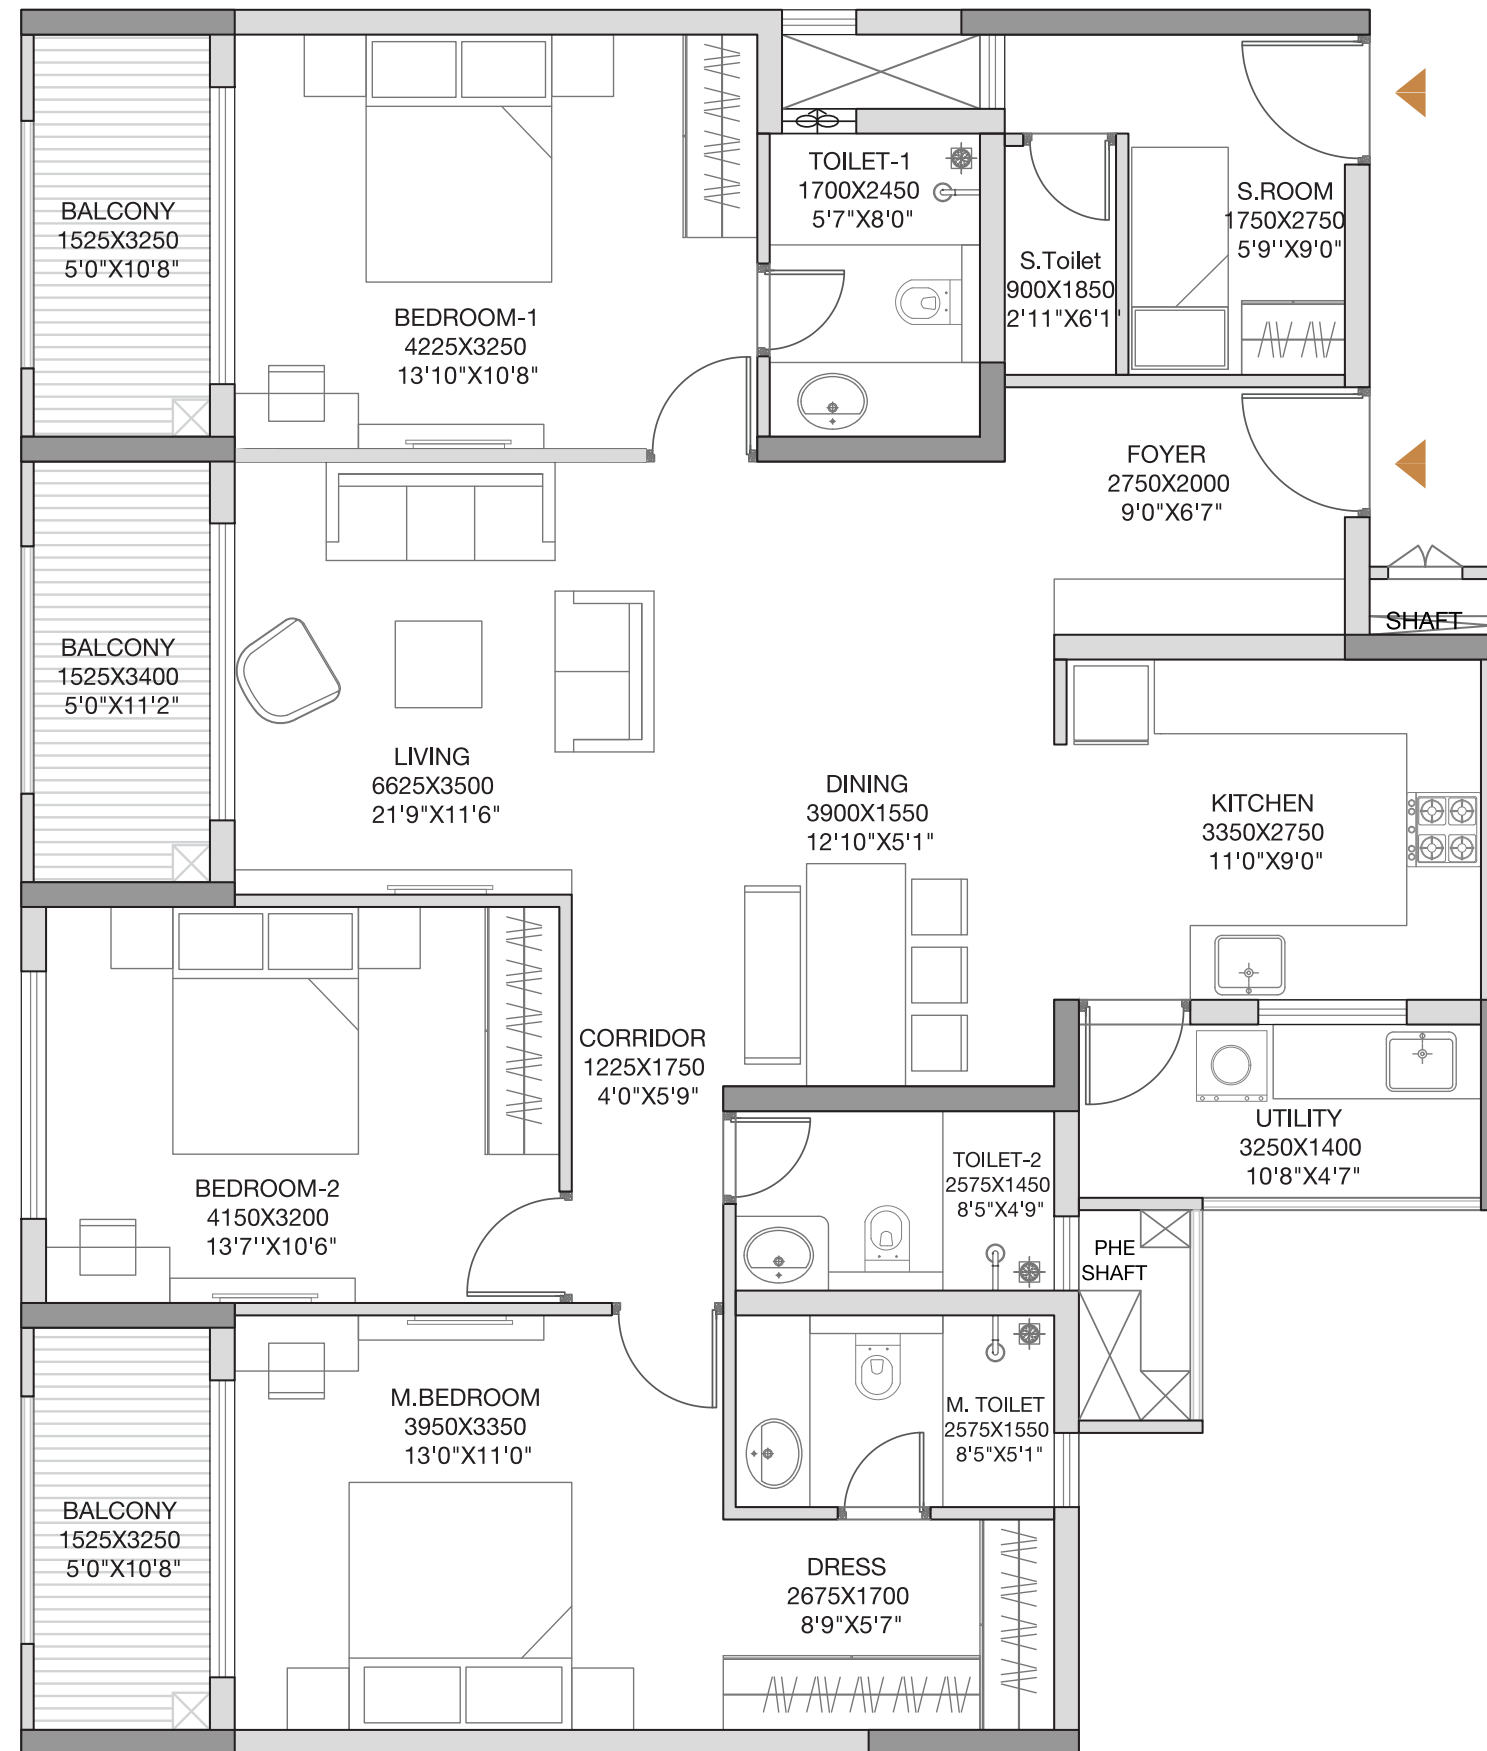 TOILET-1
1700X2450
5'7"X8'0"
S.ROOM
1750X2750
5'9''X9'0"
BALCONY
1525X3250
5'0"X10'8"
S.Toilet
900X1850
2'11"X6'1"
BEDROOM-1
4225X3250
13'10"X10'8"
FOYER
2750X2000
9'0"X6'7"
SHAFT
BALCONY
1525X3400
5'0"X11'2"
LIVING
6625X3500
21'9"X11'6"
DINING
3900X1550
12'10"X5'1"
KITCHEN
3350X2750
11'0"X9'0"
CORRIDOR
1225X1750
4'0"X5'9"
UTILITY
3250X1400
10'8"X4'7"
TOILET-2
2575X1450
8'5"X4'9"
BEDROOM-2
4150X3200
13'7''X10'6"
PHE
SHAFT
M.BEDROOM
3950X3350
13'0"X11'0"
M. TOILET
2575X1550
8'5"X5'1"
BALCONY
1525X3250
5'0"X10'8"
DRESS
2675X1700
8'9"X5'7"